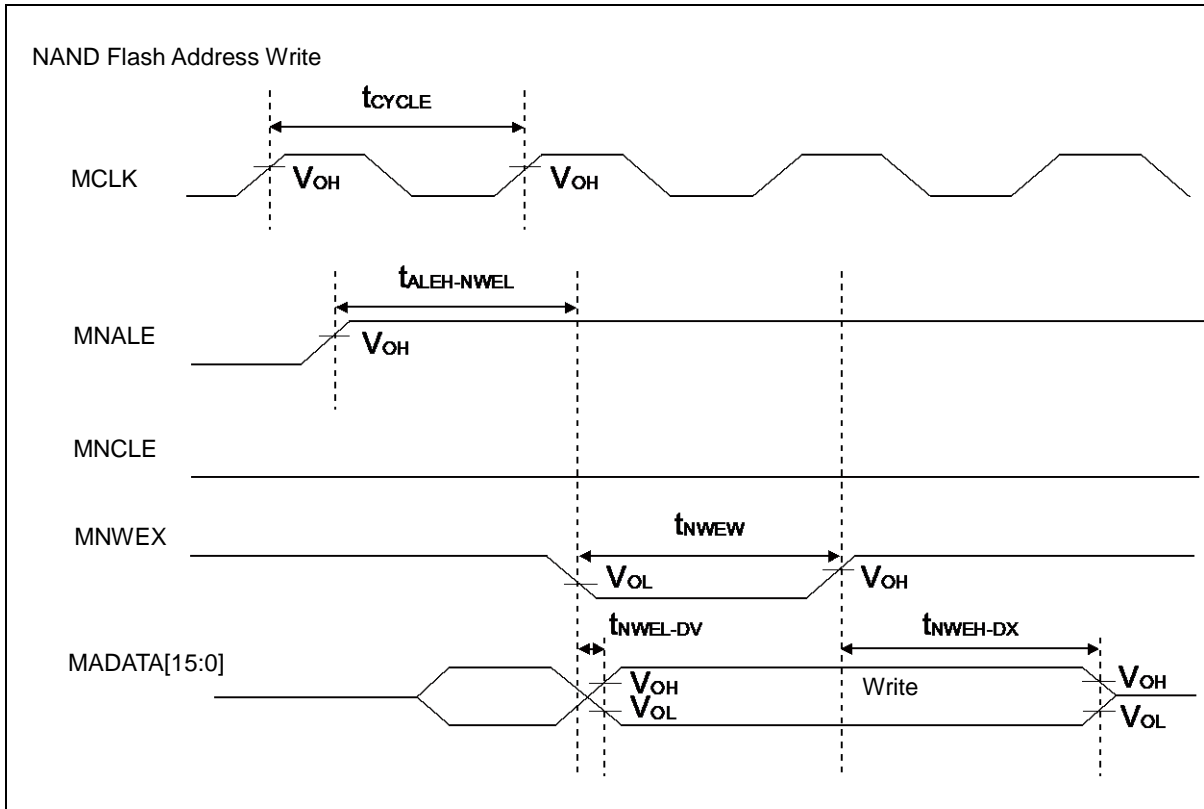 NAND Flash Address Write
tCYCLE
MCLK
VOH
VOH
tALEH-NWEL
MNALE
VOH
MNCLE
MNWEX
tNWEW
VOL
VOH
tNWEL-DV
tNWEH-DX
MADATA[15:0]
VOH
Write
VOH
VOL
VOL